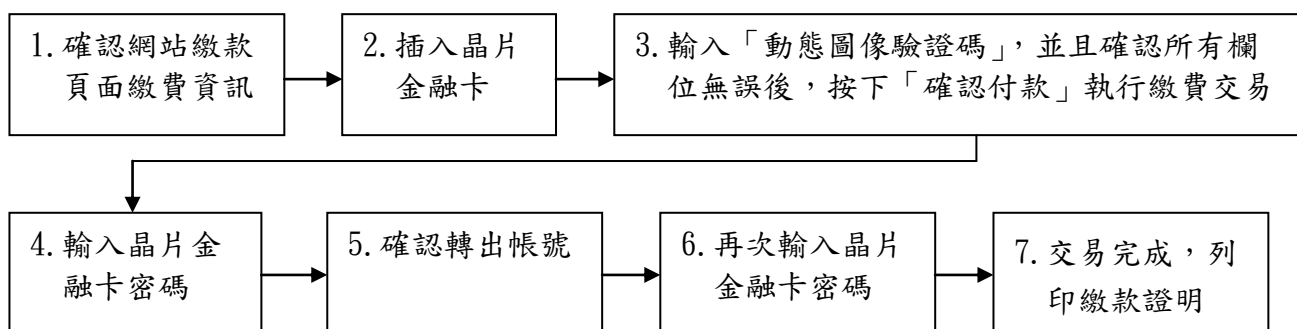 1.確認網站繳款
頁面繳費資訊
2.插入晶片
金融卡
3.輸入「動態圖像驗證碼」，並且確認所有欄
位無誤後，按下「確認付款」執行繳費交易
4.輸入晶片金
融卡密碼
5.確認轉出帳號
6.再次輸入晶片
金融卡密碼
7.交易完成，列
印繳款證明